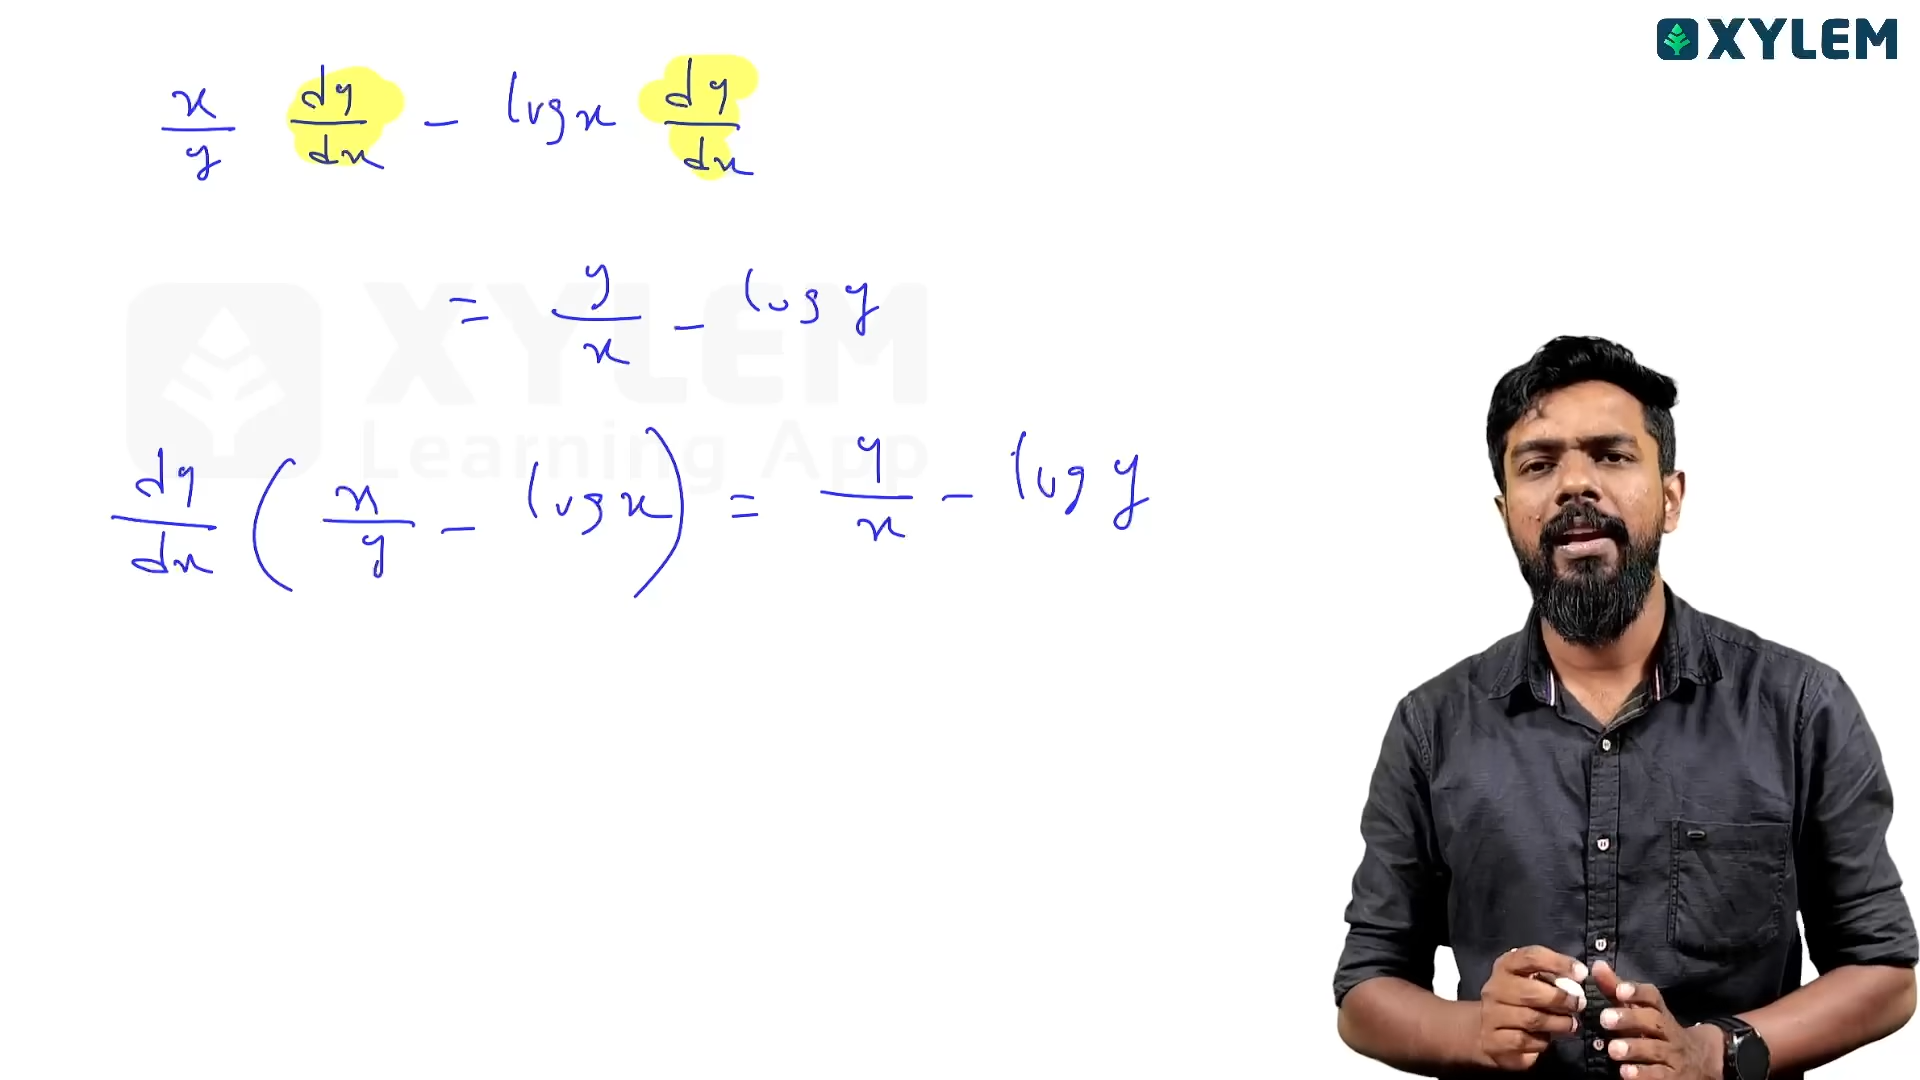 XYLEM
x/y dy/dx - log x dy/dx
= y/x - log y
XYLEM
Learning App
dy/dx ( x/y - log x ) = y/x - log y